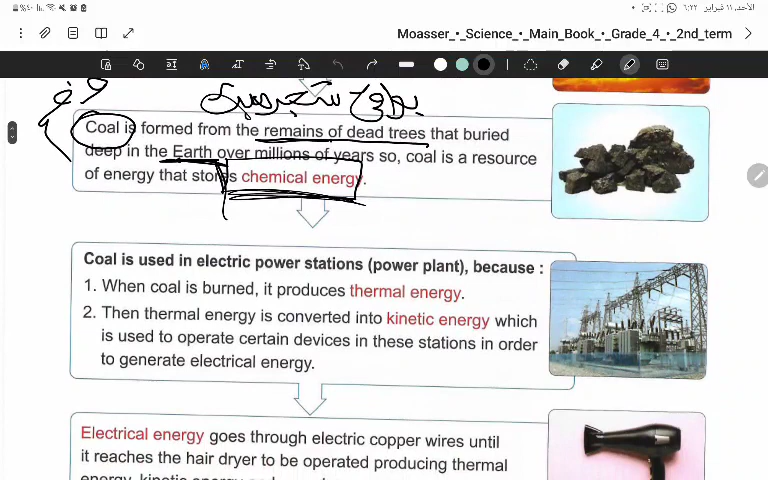 الأحد، ١١ فبراير ٦:٢٢
Moasser_•_Science_•_Main_Book_•_Grade_4_•_2nd_term
Coal is formed from the remains of dead trees that buried
deep in the Earth over millions of years so, coal is a resource
of energy that stores chemical energy.
Coal is used in electric power stations (power plant), because :
1. When coal is burned, it produces thermal energy.
2. Then thermal energy is converted into kinetic energy which
is used to operate certain devices in these stations in order
to generate electrical energy.
Electrical energy goes through electric copper wires until
it reaches the hair dryer to be operated producing thermal